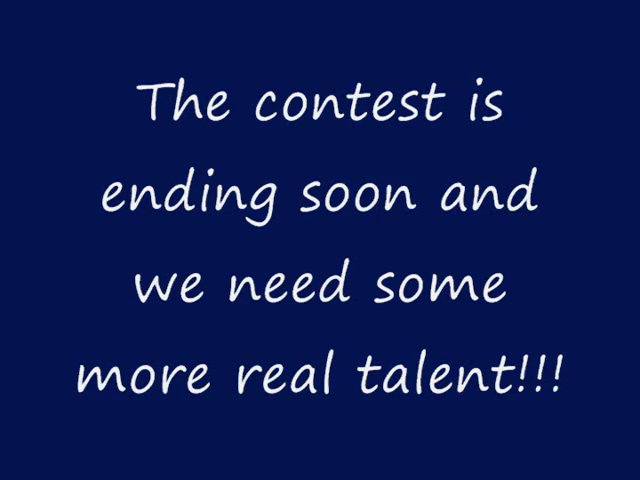 The contest is
ending soon and
we need some
more real talent!!!